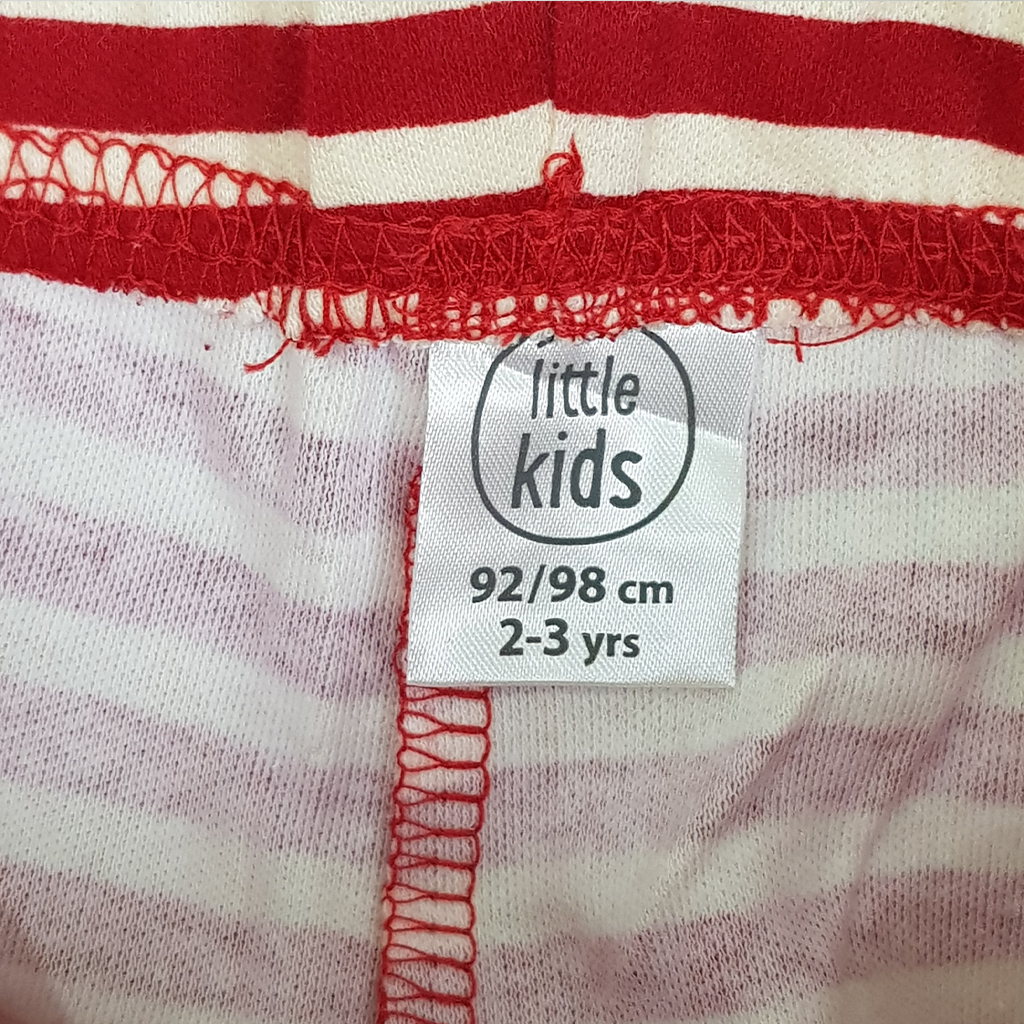 little
kids
92/98 cm
2-3 yrs